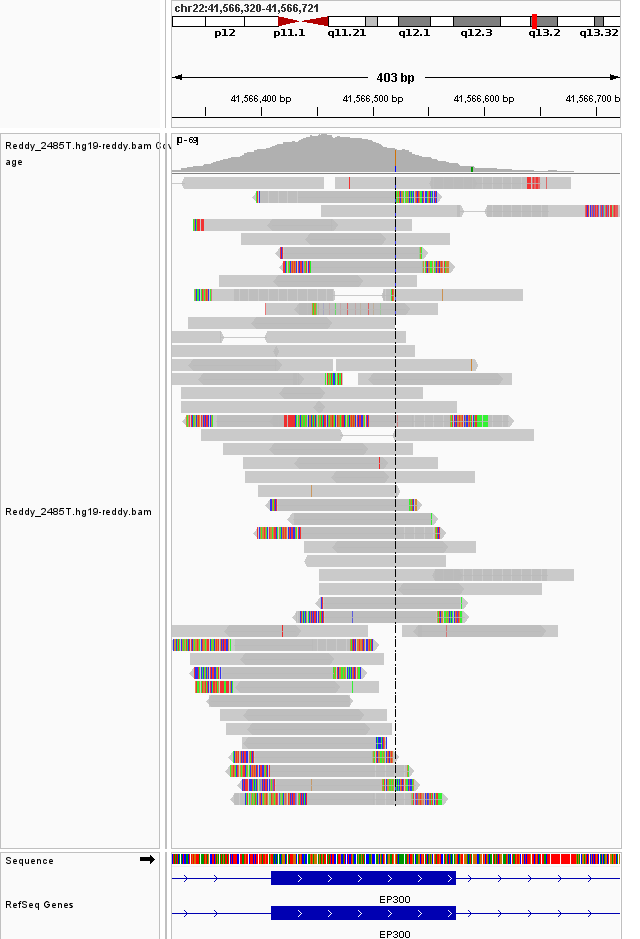 chr22:41,566,320-41,566,721
p12 p11.1 q11.21 q12.1 q12.3 q13.2 q13.32
403 bp
41,566,400 bp 41,566,500 bp 41,566,600 bp 41,566,700 b
[0-69]
Reddy_2485T.hg19-reddy.bam Cov
age
Reddy_2485T.hg19-reddy.bam
Sequence
EP300
RefSeq Genes
EP300